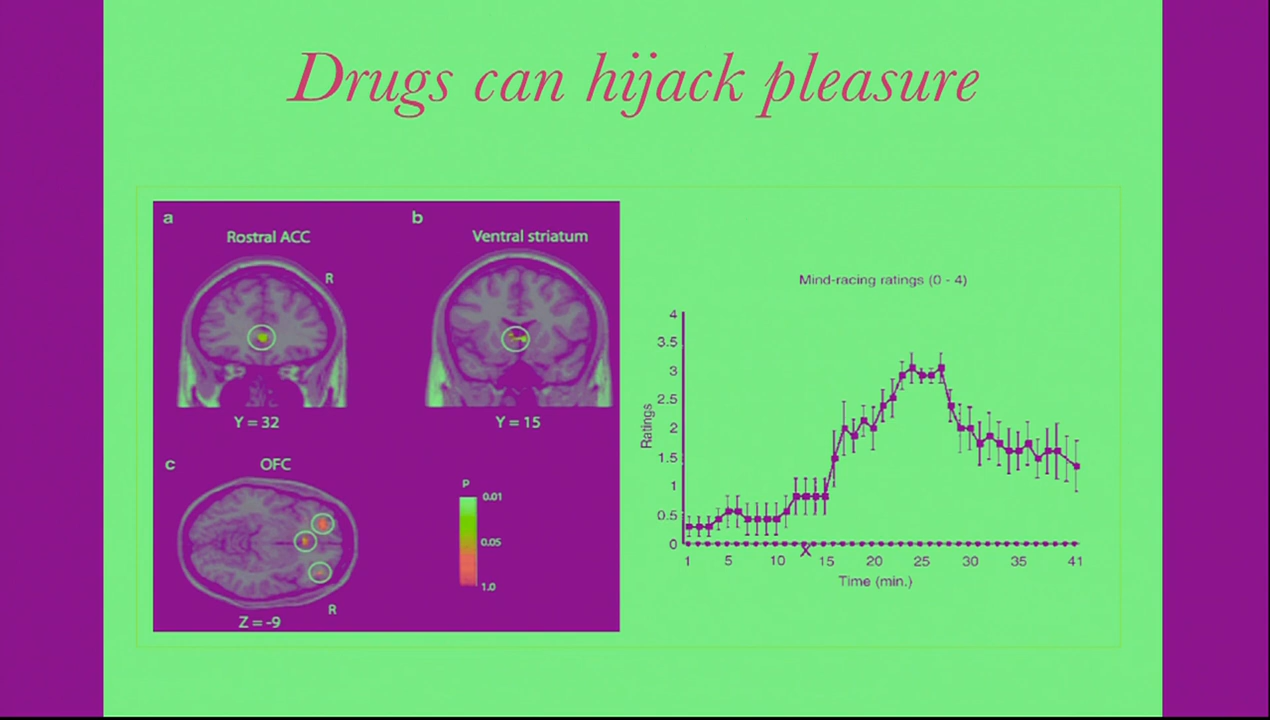 Drugs can hijack pleasure
a
Rostral ACC
R
Y = 32
b
Ventral striatum
Y = 15
c
OFC
R
Z = -9
P
0.01
0.05
1.0
Mind-racing ratings (0 - 4)
Ratings
4
3.5
3
2.5
2
1.5
1
0.5
0
X
1 5 10 15 20 25 30 35 41
Time (min.)